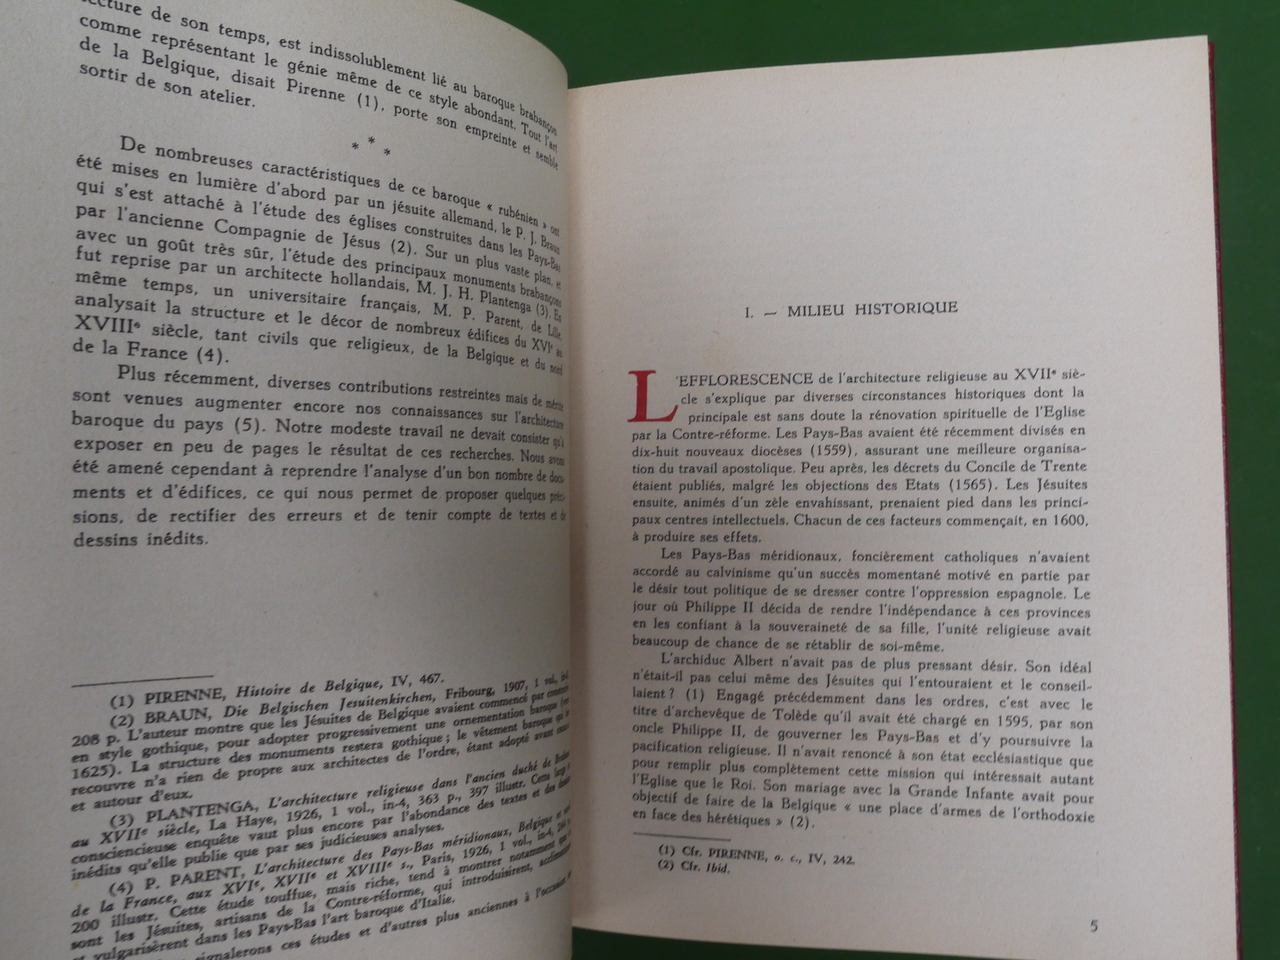 ecture de son temps, est indissolublement lié au baroque brabançon
comme représentant le génie même de ce style abondant. Tout l'art
de la Belgique, disait Pirenne (1), porte son empreinte et semble
sortir de son atelier.
* * *
De nombreuses caractéristiques de ce baroque « rubénien » ont
été mises en lumière d'abord par un jésuite allemand, le P. J. Braun
qui s'est attaché à l'étude des églises construites dans les Pays-Bas
par l'ancienne Compagnie de Jésus (2). Sur un plus vaste plan, et
avec un goût très sûr, l'étude des principaux monuments brabançons
fut reprise par un architecte hollandais, M. J. H. Plantenga (3). En
même temps, un universitaire français, M. P. Parent, de Lille,
analysait la structure et le décor de nombreux édifices du XVIe au
XVIIIe siècle, tant civils que religieux, de la Belgique et du nord
de la France (4).
Plus récemment, diverses contributions restreintes mais de mérite
sont venues augmenter encore nos connaissances sur l'architecture
baroque du pays (5). Notre modeste travail ne devait consister qu'à
exposer en peu de pages le résultat de ces recherches. Nous avons
été amené cependant à reprendre l'analyse d'un bon nombre de docu-
ments et d'édifices, ce qui nous permet de proposer quelques préci-
sions, de rectifier des erreurs et de tenir compte de textes et de
dessins inédits.
(1) PIRENNE, Histoire de Belgique, IV, 467.
(2) BRAUN, Die Belgischen Jesuitenkirchen, Fribourg, 1907, 1 vol.,
208 p. L'auteur montre que les Jésuites de Belgique avaient commencé par construire
en style gothique, pour adopter progressivement une ornementation baroque
1625). La structure des monuments restera gothique ; le vêtement baroque qui la
recouvre n'a rien de propre aux architectes de l'ordre, étant adopté avant
et autour d'eux.
(3) PLANTENGA, L'architecture religieuse dans l'ancien duché de Brabant
au XVIIe siècle, La Haye, 1926, 1 vol., in-4, 363 p., 397 illustr. Cette large
consciencieuse enquête vaut plus encore par l'abondance des textes et des dessins
inédits qu'elle publie que par ses judicieuses analyses.
(4) P. PARENT, L'architecture des Pays-Bas méridionaux, Belgique et
de la France, aux XVIe, XVIIe et XVIIIe s., Paris, 1926, 1 vol., in-4,
200 illustr. Cette étude touffue, mais riche, tend à montrer notamment que
sont les Jésuites, artisans de la Contre-réforme, qui introduisirent,
et vulgarisèrent dans les Pays-Bas l'art baroque d'Italie.
signalerons ces études et d'autres plus anciennes à l'occasion
I. — MILIEU HISTORIQUE
L'EFFLORESCENCE de l'architecture religieuse au XVIIe siè-
cle s'explique par diverses circonstances historiques dont la
principale est sans doute la rénovation spirituelle de l'Eglise
par la Contre-réforme. Les Pays-Bas avaient été récemment divisés en
dix-huit nouveaux diocèses (1559), assurant une meilleure organisa-
tion du travail apostolique. Peu après, les décrets du Concile de Trente
étaient publiés, malgré les objections des Etats (1565). Les Jésuites
ensuite, animés d'un zèle envahissant, prenaient pied dans les princi-
paux centres intellectuels. Chacun de ces facteurs commençait, en 1600,
à produire ses effets.
Les Pays-Bas méridionaux, foncièrement catholiques n'avaient
accordé au calvinisme qu'un succès momentané motivé en partie par
le désir tout politique de se dresser contre l'oppression espagnole. Le
jour où Philippe II décida de rendre l'indépendance à ces provinces
en les confiant à la souveraineté de sa fille, l'unité religieuse avait
beaucoup de chance de se rétablir de soi-même.
L'archiduc Albert n'avait pas de plus pressant désir. Son idéal
n'était-il pas celui même des Jésuites qui l'entouraient et le conseil-
laient ? (1) Engagé précédemment dans les ordres, c'est avec le
titre d'archevêque de Tolède qu'il avait été chargé en 1595, par son
oncle Philippe II, de gouverner les Pays-Bas et d'y poursuivre la
pacification religieuse. Il n'avait renoncé à son état ecclésiastique que
pour remplir plus complètement cette mission qui intéressait autant
l'Eglise que le Roi. Son mariage avec la Grande Infante avait pour
objectif de faire de la Belgique « une place d'armes de l'orthodoxie
en face des hérétiques » (2).
(1) Cfr. PIRENNE, o. c., IV, 242.
(2) Cfr. Ibid.
5